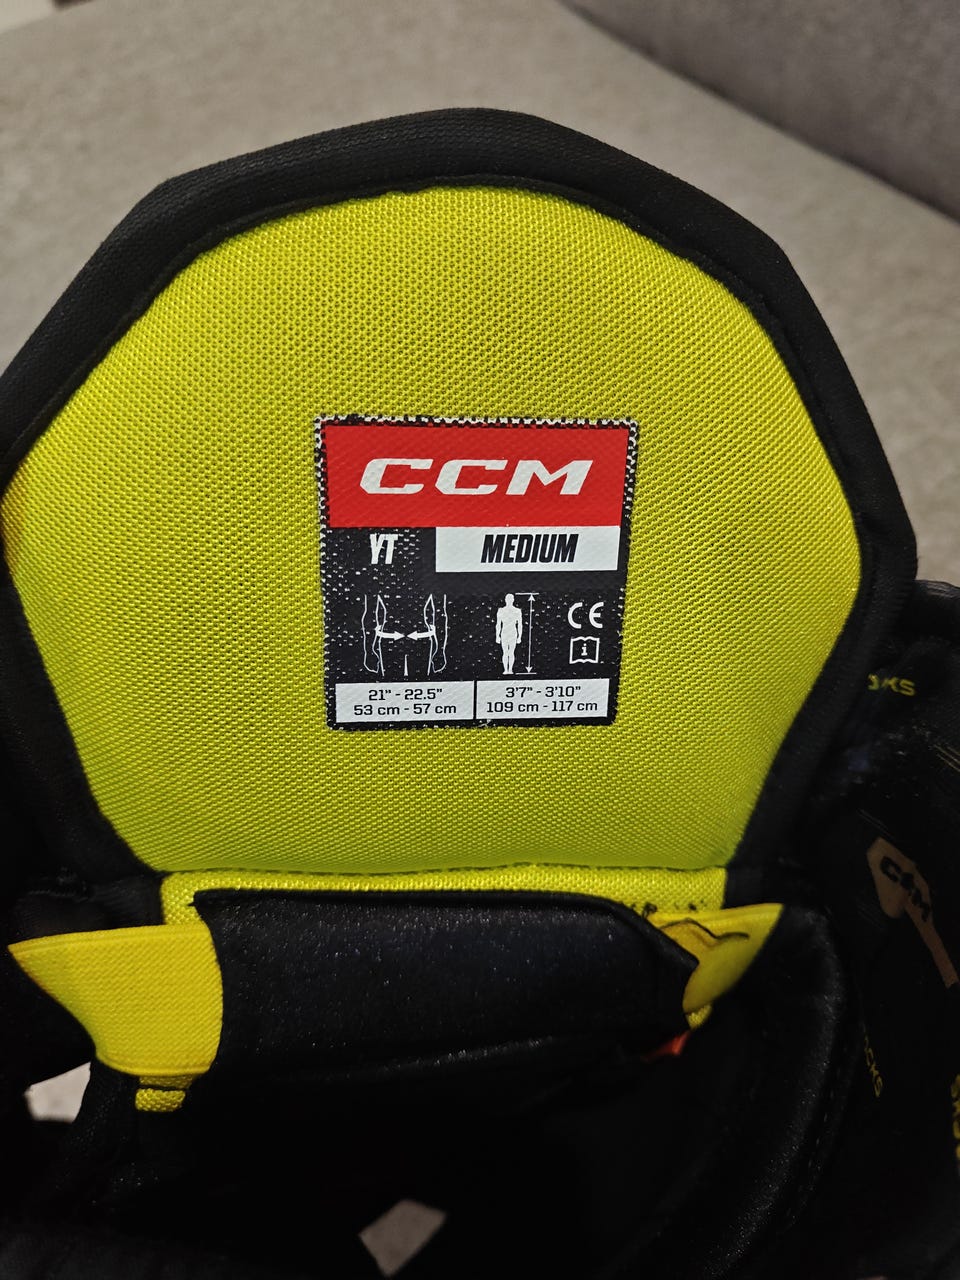 CCM
YT MEDIUM
CE
i
21" - 22.5"
53 cm - 57 cm
3'7" - 3'10"
109 cm - 117 cm
CCM